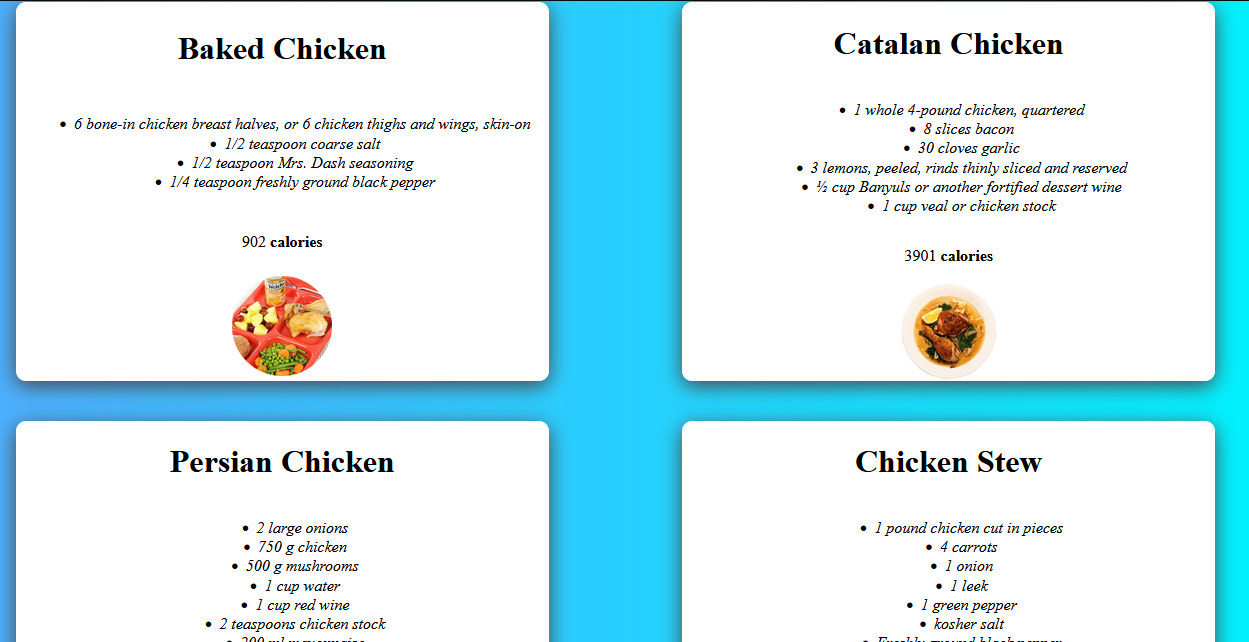 Baked Chicken
• 6 bone-in chicken breast halves, or 6 chicken thighs and wings, skin-on
• 1/2 teaspoon coarse salt
• 1/2 teaspoon Mrs. Dash seasoning
• 1/4 teaspoon freshly ground black pepper
902 calories
Catalan Chicken
• 1 whole 4-pound chicken, quartered
• 8 slices bacon
• 30 cloves garlic
• 3 lemons, peeled, rinds thinly sliced and reserved
• ½ cup Banyuls or another fortified dessert wine
• 1 cup veal or chicken stock
3901 calories
Persian Chicken
• 2 large onions
• 750 g chicken
• 500 g mushrooms
• 1 cup water
• 1 cup red wine
• 2 teaspoons chicken stock
Chicken Stew
• 1 pound chicken cut in pieces
• 4 carrots
• 1 onion
• 1 leek
• 1 green pepper
• kosher salt